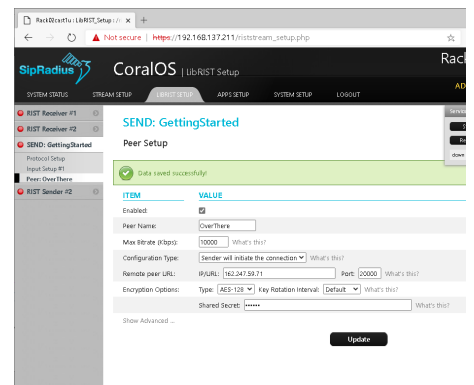 Rack02cast1u : LibRIST_Setup
Not secure | https://192.168.137.211/riststream_setup.php
SipRadius
CoralOS | LibRIST Setup
Rack
AD
SYSTEM STATUS STREAM SETUP LIBRIST SETUP APPS SETUP SYSTEM SETUP LOGOUT
RIST Receiver #1
RIST Receiver #2
SEND: GettingStarted
Protocol Setup
Input Setup #1
Peer: OverThere
RIST Sender #2
Service
S
Re
down
SEND: GettingStarted
Peer Setup
Data saved successfully!
ITEM VALUE
Enabled:
Peer Name: OverThere
Max Bitrate (Kbps): 10000 What's this?
Configuration Type: Sender will initiate the connection What's this?
Remote peer URL: IP/URL: 162.247.59.71 Port: 20000 What's this?
Encryption Options: Type: AES-128 Key Rotation Interval: Default What's this?
Shared Secret: •••••• What's this?
Show Advanced ...
Update